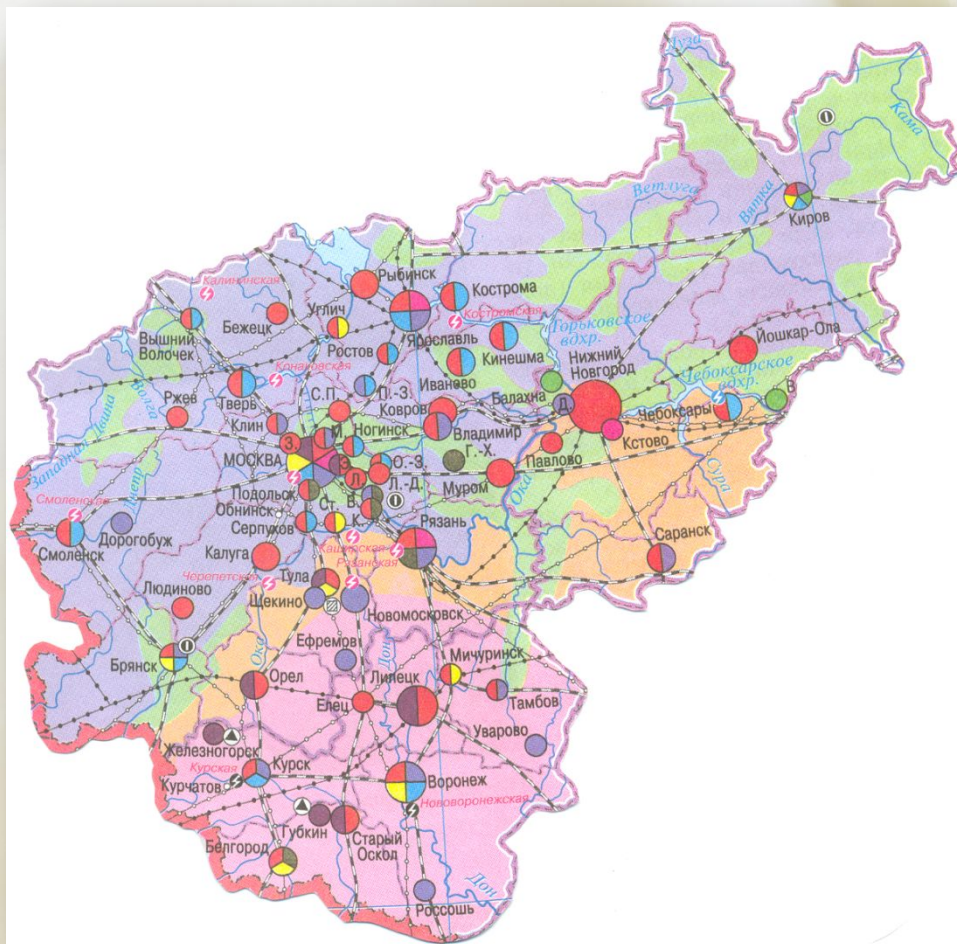 Луза
Кама
Ветлуга
Вятка
Киров
Рыбинск
Калининская
Кострома
Углич
Костромская
Бежецк
Вышний
Волочек
Ярославль
Горьковское
вдхр.
Йошкар-Ола
Ростов
Кинешма
Нижний
Новгород
Конаковская
Иваново
Чебоксарское
вдхр.
Волга
Тверь
С.П.
П.-З.
Балахна
Д.
В.
Ржев
Ковров
Чебоксары
Клин
И.
Ногинск
Владимир
Кстово
Западная Двина
З.
Г.-Х.
Павлово
МОСКВА
Э.
О.-З.
Л.
Л.-Д.
Муром
Ока
Сура
Днепр
Подольск
В.
Смоленская
Обнинск
Ст.
К.
Серпухов
Рязань
Дорогобуж
Саранск
Смоленск
Калуга
Каширская
Рязанская
Черепетская
Тула
Людиново
Щекино
Новомосковск
Ефремов
Дон
Брянск
Ока
Мичуринск
Орел
Лилецк
Елец
Тамбов
Уварово
Железногорск
Курская
Курск
Курчатов
Воронеж
Нововоронежская
Губкин
Старый
Оскол
Белгород
Дон
Россошь